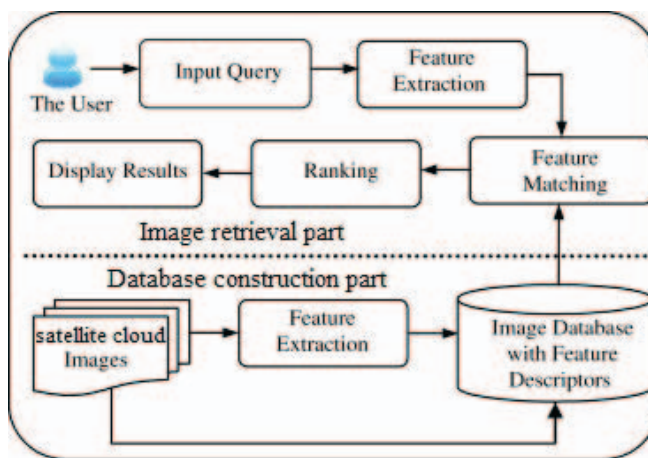 The User
Input Query
Feature
Extraction
Display Results
Ranking
Feature
Matching
Image retrieval part
Database construction part
satellite cloud
Images
Feature
Extraction
Image Database
with Feature
Descriptors